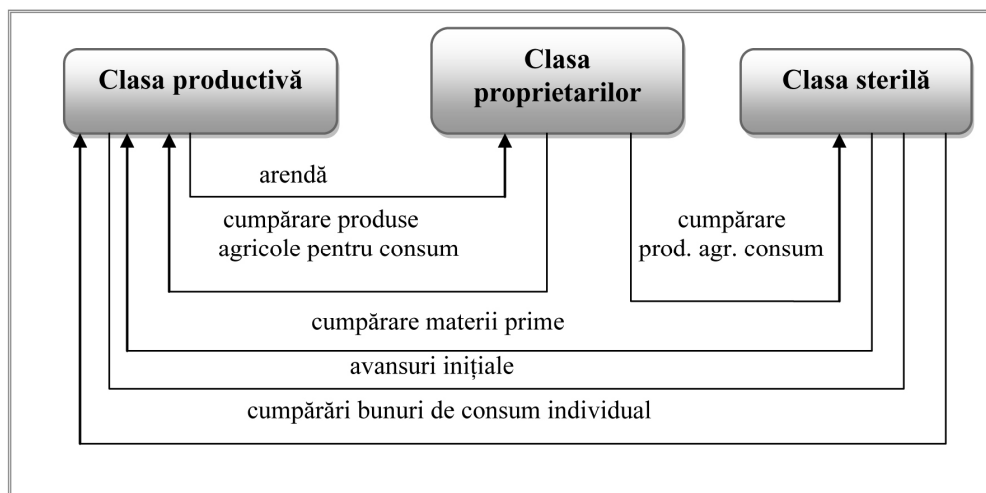 Clasa productivă
Clasa
proprietarilor
Clasa sterilă
arendă
cumpărare produse
agricole pentru consum
cumpărare
prod. agr. consum
cumpărare materii prime
avansuri inițiale
cumpărări bunuri de consum individual